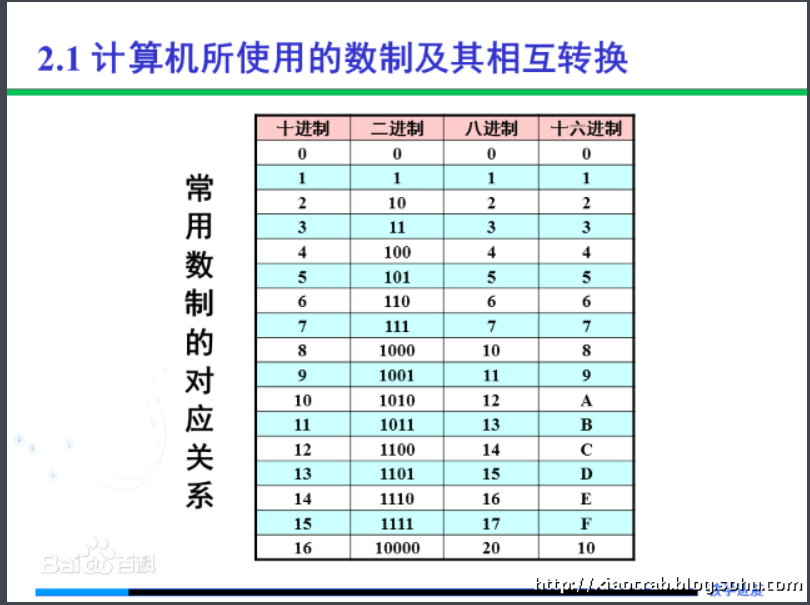 2.1 计算机所使用的数制及其相互转换
常用数制的对应关系
十进制 二进制 八进制 十六进制
0 0 0 0
1 1 1 1
2 10 2 2
3 11 3 3
4 100 4 4
5 101 5 5
6 110 6 6
7 111 7 7
8 1000 10 8
9 1001 11 9
10 1010 12 A
11 1011 13 B
12 1100 14 C
13 1101 15 D
14 1110 16 E
15 1111 17 F
16 10000 20 10
Bai 百科
http://xiaocrab.blog.sohu.com